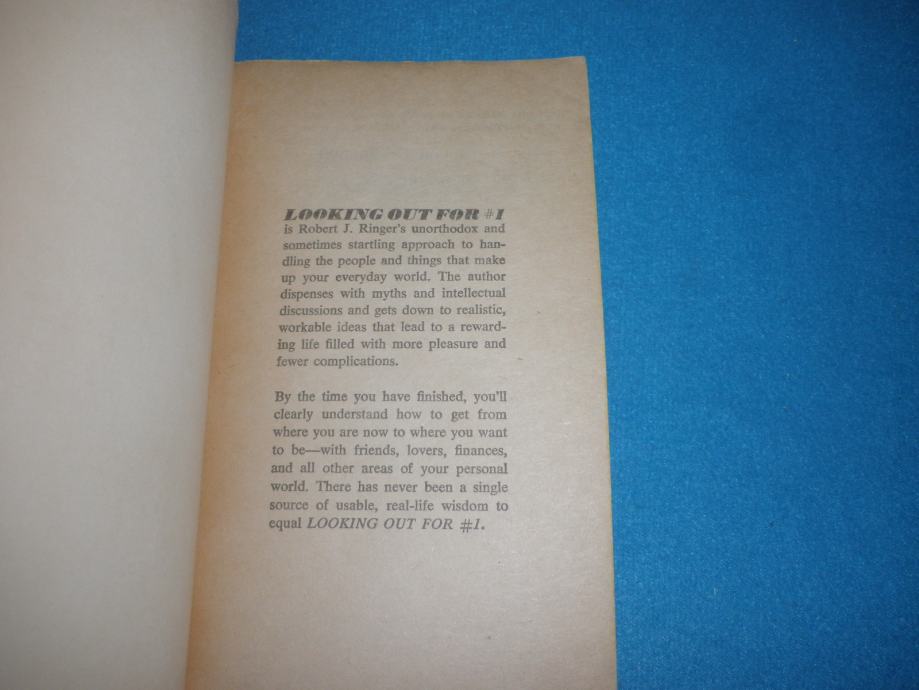 LOOKING OUT FOR #1
is Robert J. Ringer's unorthodox and
sometimes startling approach to han-
dling the people and things that make
up your everyday world. The author
dispenses with myths and intellectual
discussions and gets down to realistic,
workable ideas that lead to a reward-
ing life filled with more pleasure and
fewer complications.
By the time you have finished, you'll
clearly understand how to get from
where you are now to where you want
to be—with friends, lovers, finances,
and all other areas of your personal
world. There has never been a single
source of usable, real-life wisdom to
equal LOOKING OUT FOR #1.